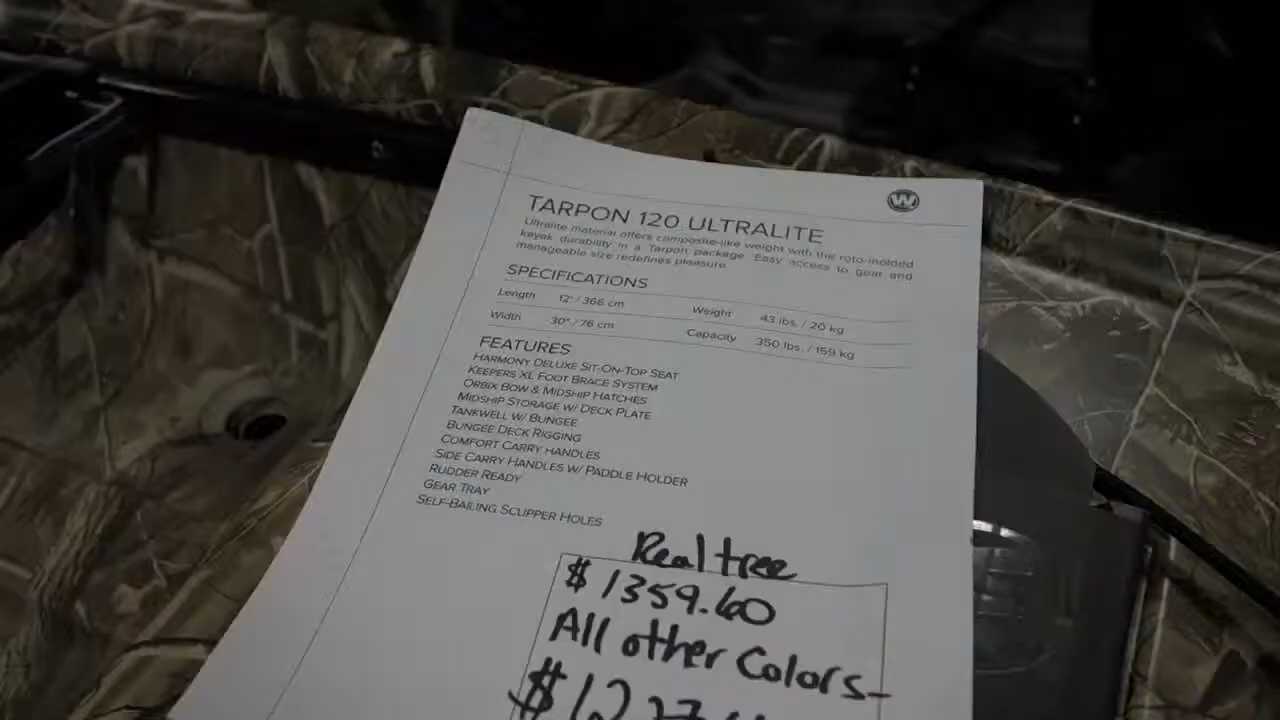 W
TARPON 120 ULTRALITE
Ultralite material offers composite-like weight with the roto-molded
kayak durability in a Tarpon package. Easy access to gear and
manageable size redefines pleasure.
SPECIFICATIONS
Length 12' / 366 cm Weight 43 lbs. / 20 kg
Width 30" / 76 cm Capacity 350 lbs. / 159 kg
FEATURES
HARMONY DELUXE SIT-ON-TOP SEAT
KEEPERS XL FOOT BRACE SYSTEM
ORBIX BOW & MIDSHIP HATCHES
MIDSHIP STORAGE W/ DECK PLATE
TANKWELL W/ BUNGEE
BUNGEE DECK RIGGING
COMFORT CARRY HANDLES
SIDE CARRY HANDLES W/ PADDLE HOLDER
RUDDER READY
GEAR TRAY
SELF-BAILING SCUPPER HOLES
Realtree
$1359.60
All other Colors-